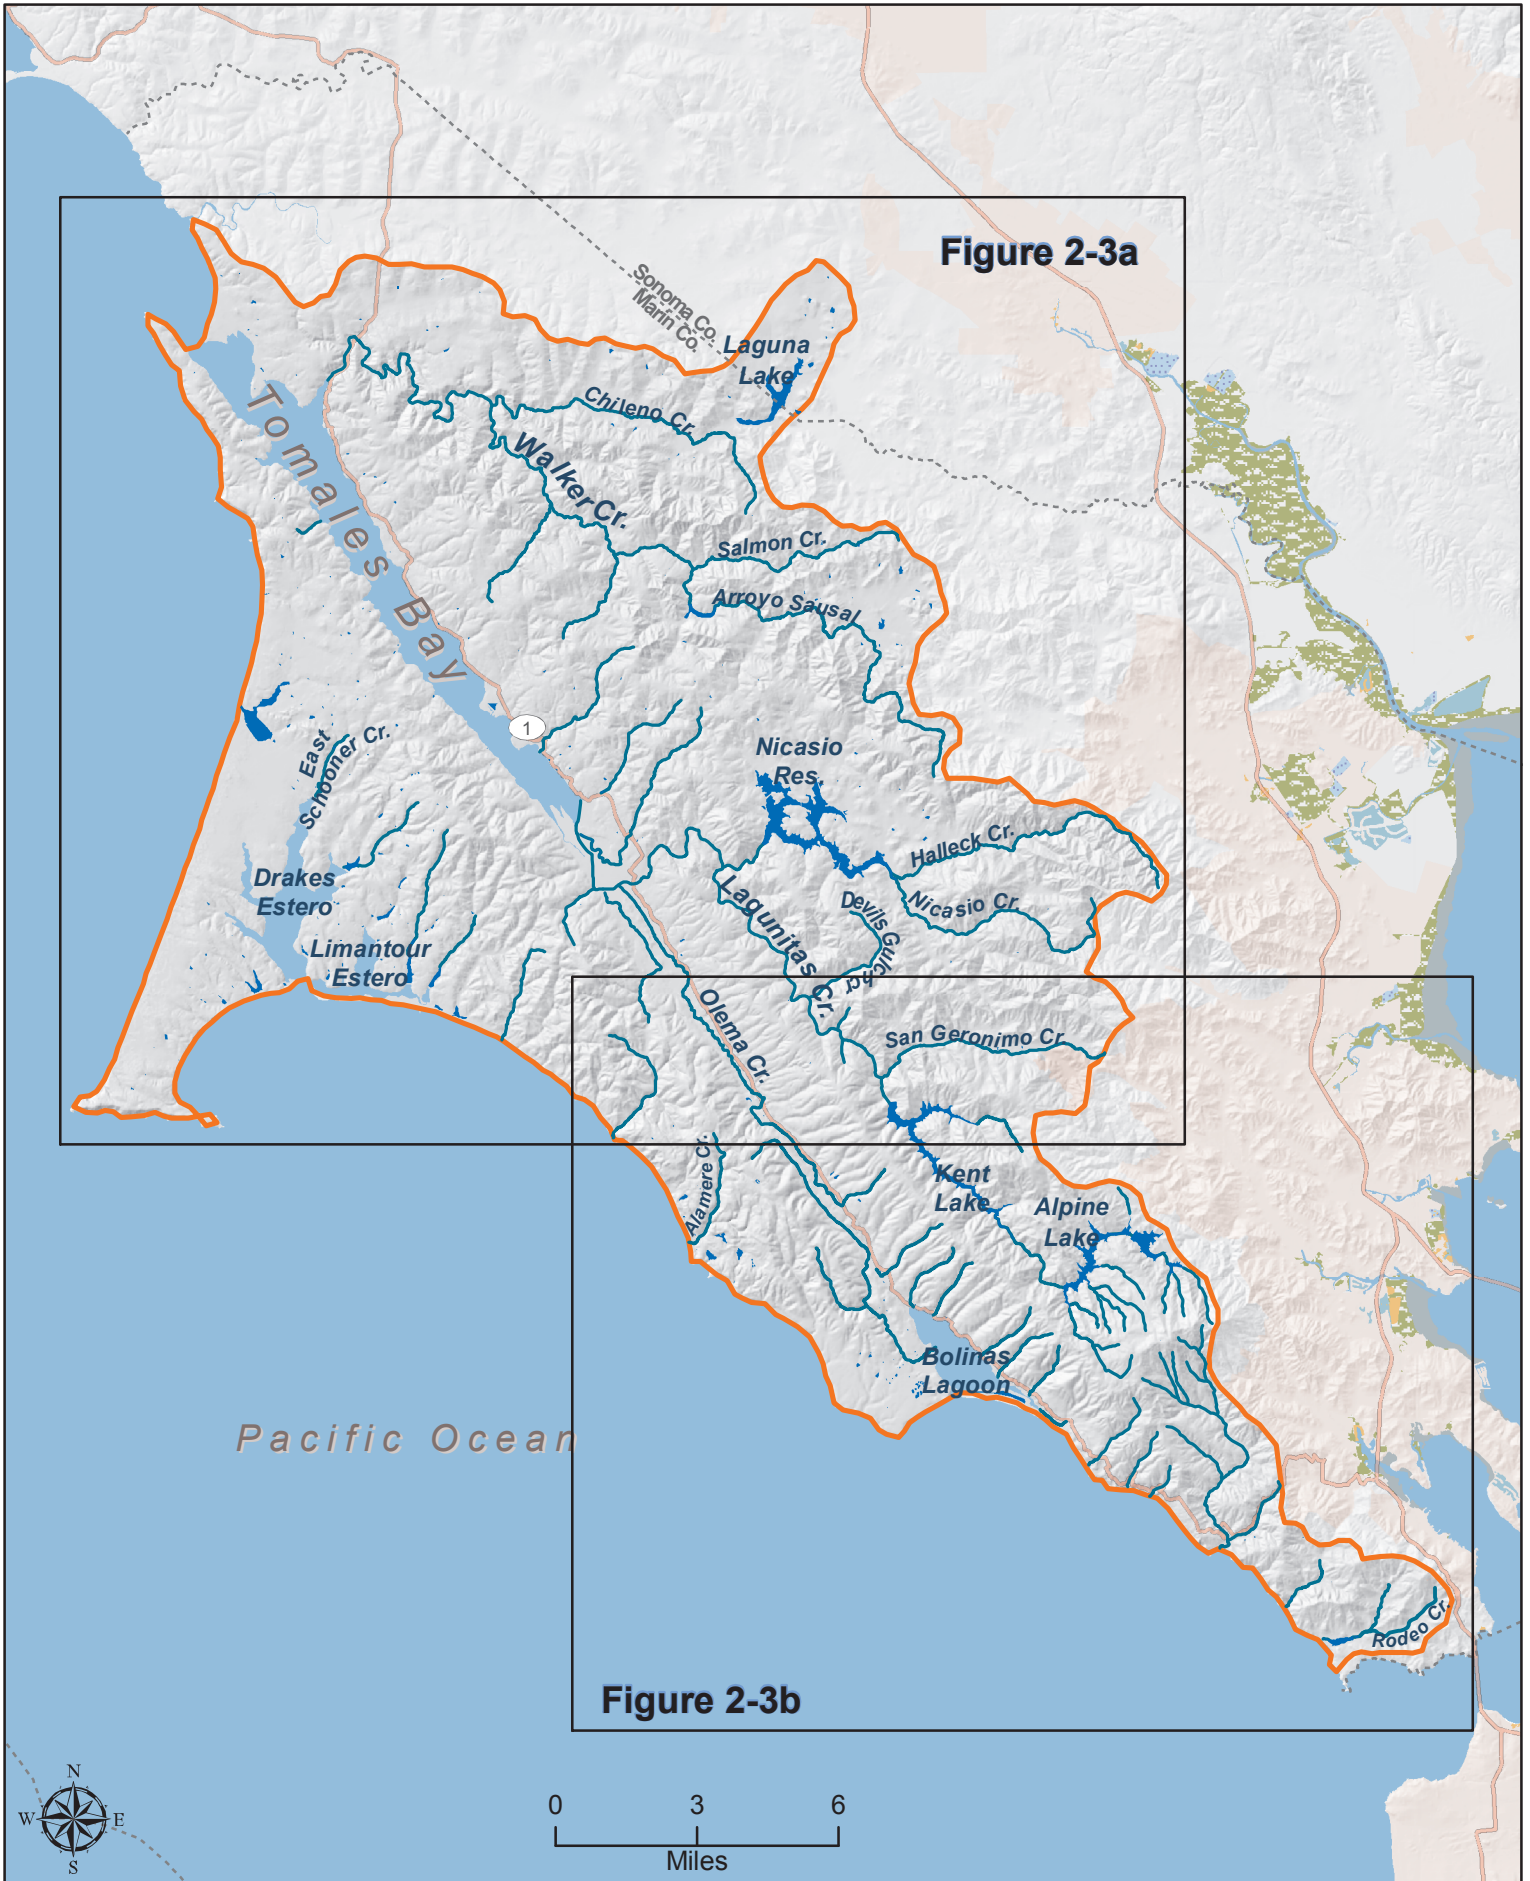 Figure 2-3a
Sonoma Co.
Marin Co.
Laguna
Lake
Chileno Cr.
Walker Cr.
Tomales Bay
Salmon Cr.
Arroyo Sausal
1
East
Schooner Cr.
Nicasio
Res.
Halleck Cr.
Drakes
Estero
Lagunitas Cr.
Devils Gulchcr
Nicasio Cr.
Limantour
Estero
Olema Cr.
San Geronimo Cr.
Alamere Cr.
Kent
Lake
Alpine
Lake
Bolinas
Lagoon
Pacific Ocean
Rodeo Cr.
Figure 2-3b
N
W
E
S
0 3 6
Miles